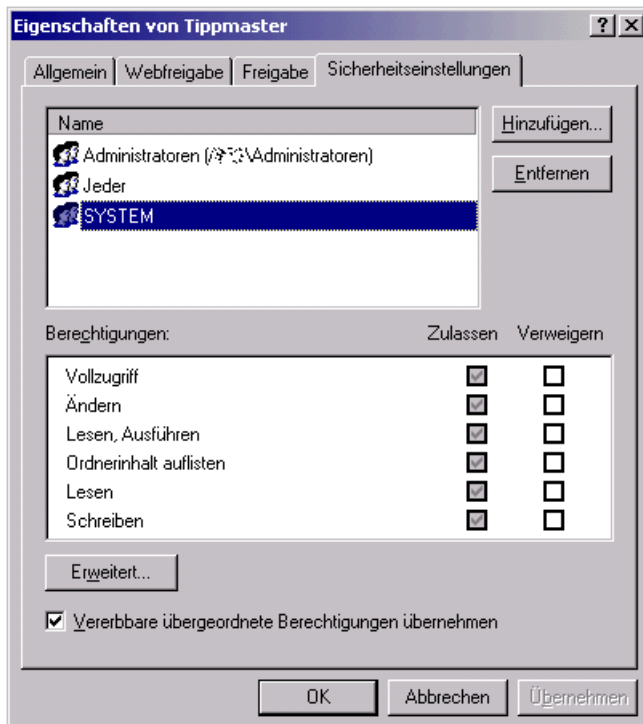 Eigenschaften von Tippmaster
Allgemein Webfreigabe Freigabe Sicherheitseinstellungen
Name
Hinzufügen...
Administratoren (\Administratoren)
Entfernen
Jeder
SYSTEM
Berechtigungen: Zulassen Verweigern
Vollzugriff
Ändern
Lesen, Ausführen
Ordnerinhalt auflisten
Lesen
Schreiben
Erweitert...
Vererbbare übergeordnete Berechtigungen übernehmen
OK Abbrechen Übernehmen